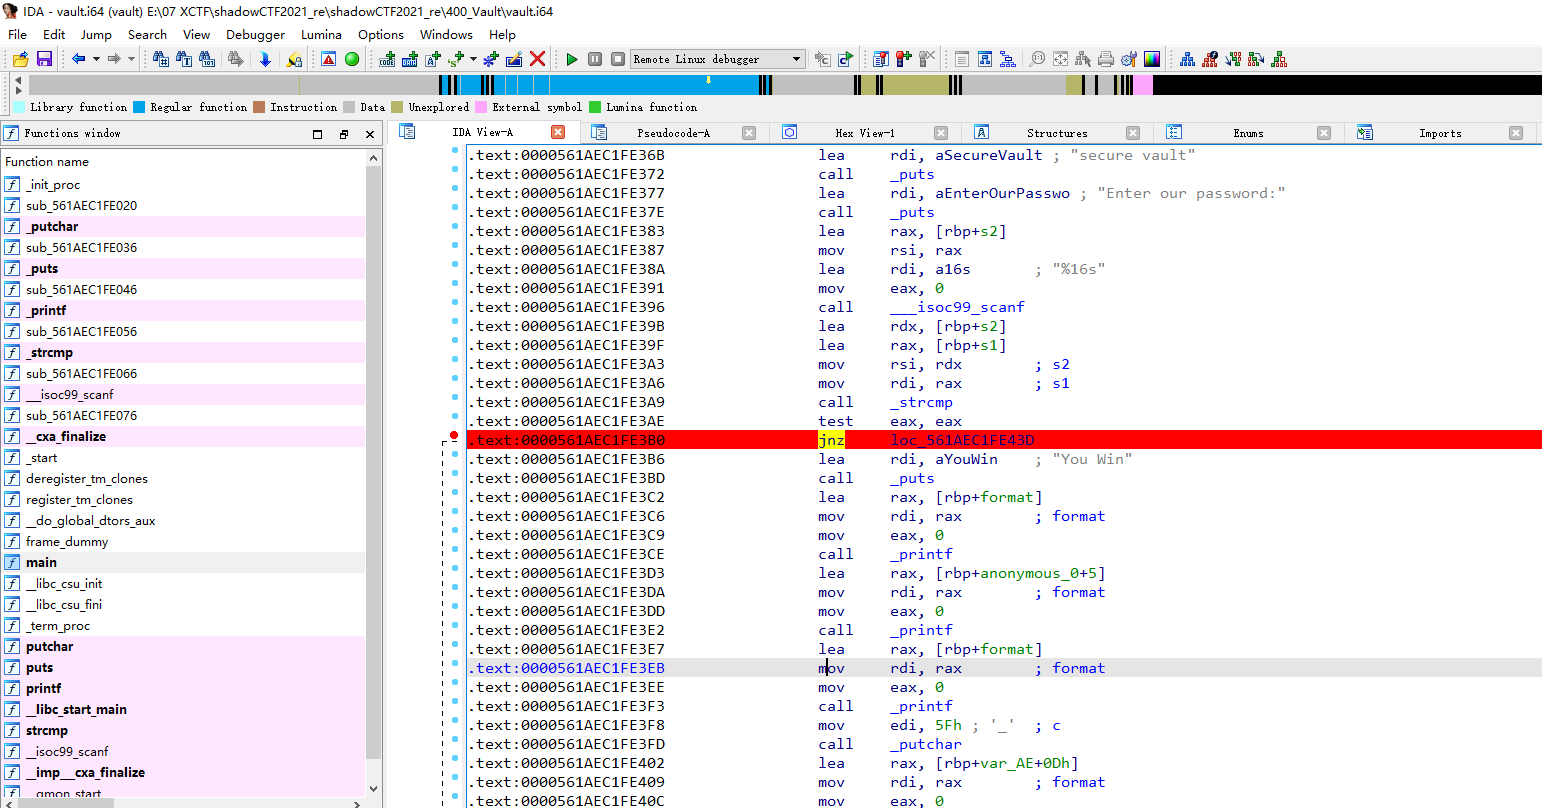 IDA - vault.i64 (vault) E:\07 XCTF\shadowCTF2021_re\shadowCTF2021_re\400_Vault\vault.i64
File Edit Jump Search View Debugger Lumina Options Windows Help
Remote Linux debugger
Library function Regular function Instruction Data Unexplored External symbol Lumina function
Functions window
IDA View-A Pseudocode-A Hex View-1 Structures Enums Imports
Function name
_init_proc
sub_561AEC1FE020
_putchar
sub_561AEC1FE036
_puts
sub_561AEC1FE046
_printf
sub_561AEC1FE056
_strcmp
sub_561AEC1FE066
__isoc99_scanf
sub_561AEC1FE076
__cxa_finalize
_start
deregister_tm_clones
register_tm_clones
__do_global_dtors_aux
frame_dummy
main
__libc_csu_init
__libc_csu_fini
_term_proc
putchar
puts
printf
__libc_start_main
strcmp
__isoc99_scanf
__imp__cxa_finalize
__gmon_start
.text:0000561AEC1FE36B lea rdi, aSecureVault ; "secure vault"
.text:0000561AEC1FE372 call _puts
.text:0000561AEC1FE377 lea rdi, aEnterOurPasswo ; "Enter our password:"
.text:0000561AEC1FE37E call _puts
.text:0000561AEC1FE383 lea rax, [rbp+s2]
.text:0000561AEC1FE387 mov rsi, rax
.text:0000561AEC1FE38A lea rdi, a16s ; "%16s"
.text:0000561AEC1FE391 mov eax, 0
.text:0000561AEC1FE396 call ___isoc99_scanf
.text:0000561AEC1FE39B lea rdx, [rbp+s2]
.text:0000561AEC1FE39F lea rax, [rbp+s1]
.text:0000561AEC1FE3A3 mov rsi, rdx ; s2
.text:0000561AEC1FE3A6 mov rdi, rax ; s1
.text:0000561AEC1FE3A9 call _strcmp
.text:0000561AEC1FE3AE test eax, eax
.text:0000561AEC1FE3B0 jnz loc_561AEC1FE43D
.text:0000561AEC1FE3B6 lea rdi, aYouWin ; "You Win"
.text:0000561AEC1FE3BD call _puts
.text:0000561AEC1FE3C2 lea rax, [rbp+format]
.text:0000561AEC1FE3C6 mov rdi, rax ; format
.text:0000561AEC1FE3C9 mov eax, 0
.text:0000561AEC1FE3CE call _printf
.text:0000561AEC1FE3D3 lea rax, [rbp+anonymous_0+5]
.text:0000561AEC1FE3DA mov rdi, rax ; format
.text:0000561AEC1FE3DD mov eax, 0
.text:0000561AEC1FE3E2 call _printf
.text:0000561AEC1FE3E7 lea rax, [rbp+format]
.text:0000561AEC1FE3EB mov rdi, rax ; format
.text:0000561AEC1FE3EE mov eax, 0
.text:0000561AEC1FE3F3 call _printf
.text:0000561AEC1FE3F8 mov edi, 5Fh ; '_' ; c
.text:0000561AEC1FE3FD call _putchar
.text:0000561AEC1FE402 lea rax, [rbp+var_AE+0Dh]
.text:0000561AEC1FE409 mov rdi, rax ; format
.text:0000561AEC1FE40C mov eax, 0